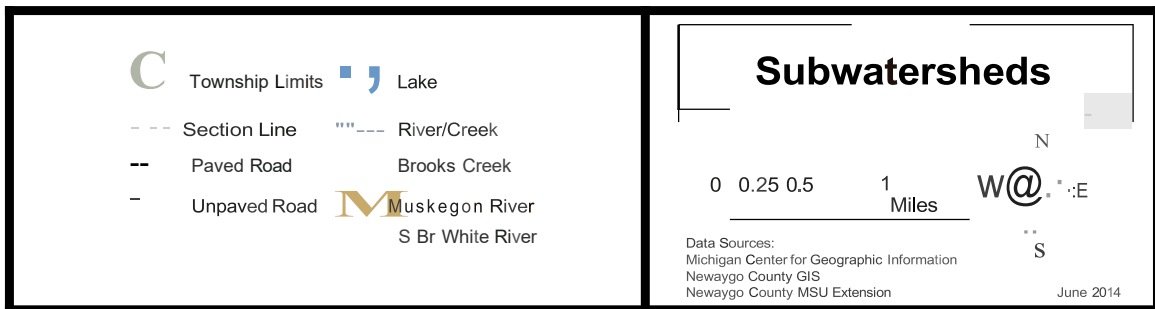 C Township Limits ▪ ; Lake
- -- Section Line ""--- River/Creek
-- Paved Road Brooks Creek
- Unpaved Road M Muskegon River
S Br White River
Subwatersheds
N
0 0.25 0.5 1
Miles
W@.·.:E
..
S
Data Sources:
Michigan Center for Geographic Information
Newaygo County GIS
Newaygo County MSU Extension June 2014